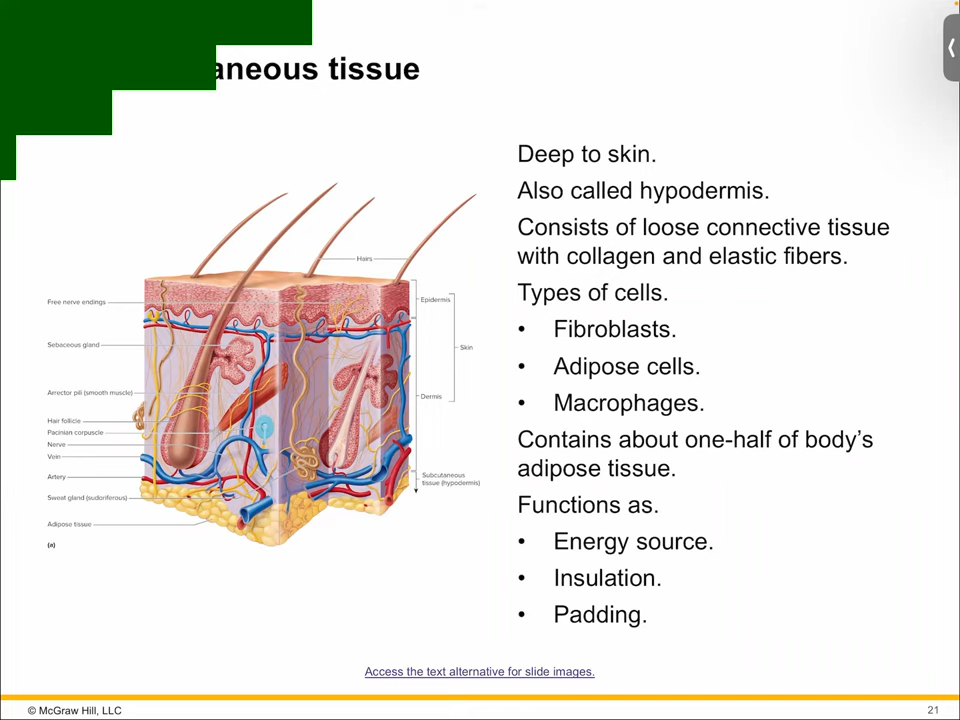 aneous tissue
Deep to skin.
Also called hypodermis.
Consists of loose connective tissue
with collagen and elastic fibers.
Types of cells.
• Fibroblasts.
• Adipose cells.
• Macrophages.
Contains about one-half of body’s
adipose tissue.
Functions as.
• Energy source.
• Insulation.
• Padding.
Hairs
Free nerve endings
Sebaceous gland
Arrector pili (smooth muscle)
Hair follicle
Pacinian corpuscle
Nerve
Vein
Artery
Sweat gland (sudoriferous)
Adipose tissue
(a)
Epidermis
Skin
Dermis
Subcutaneous
tissue (hypodermis)
Access the text alternative for slide images.
© McGraw Hill, LLC
21